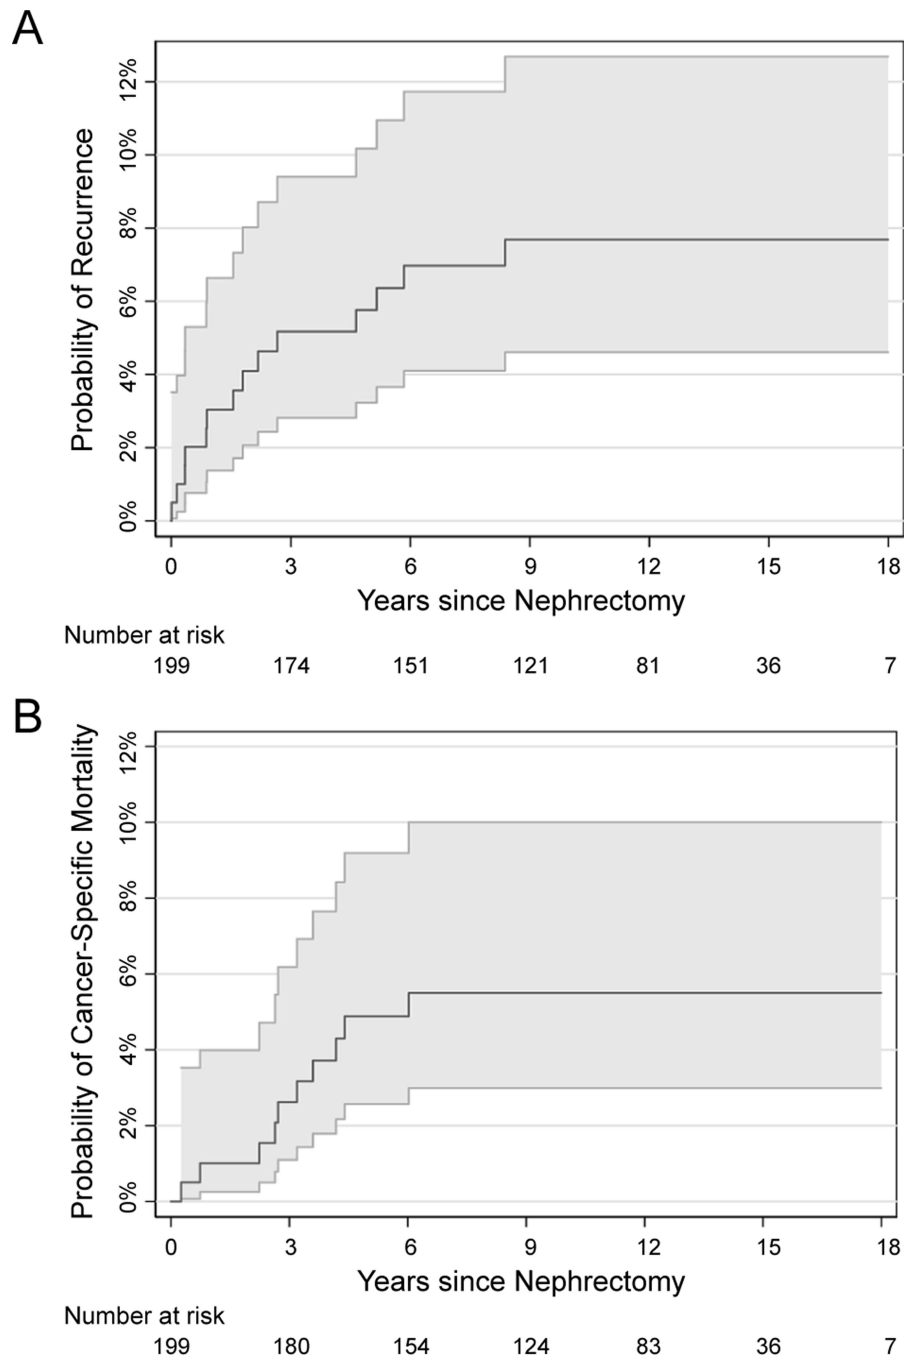 A
Probability of Recurrence
12%
10%
8%
6%
4%
2%
0%
0 3 6 9 12 15 18
Years since Nephrectomy
Number at risk
199 174 151 121 81 36 7
B
Probability of Cancer-Specific Mortality
12%
10%
8%
6%
4%
2%
0%
0 3 6 9 12 15 18
Years since Nephrectomy
Number at risk
199 180 154 124 83 36 7